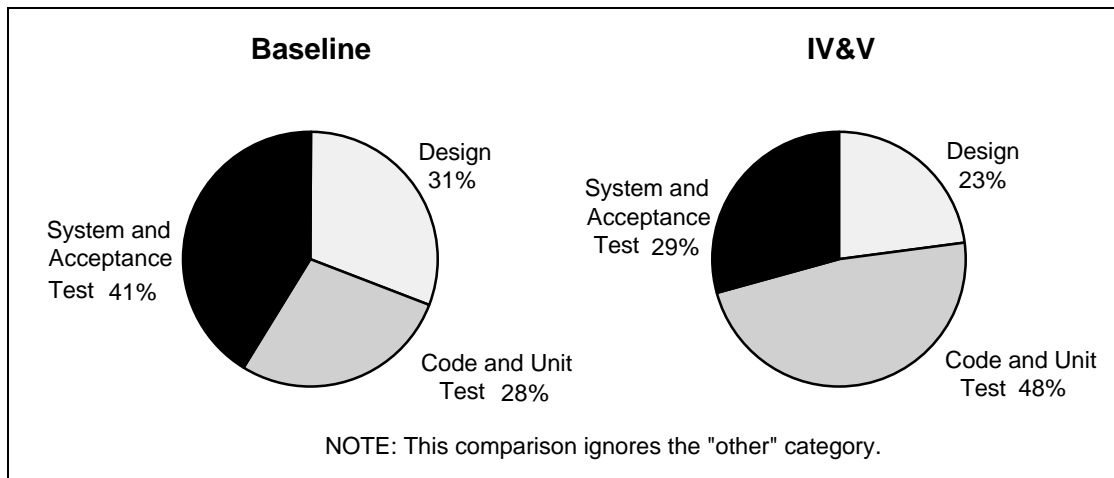 Baseline
Design
31%
System and
Acceptance
Test 41%
Code and Unit
Test 28%
IV&V
Design
23%
System and
Acceptance
Test 29%
Code and Unit
Test 48%
NOTE: This comparison ignores the "other" category.